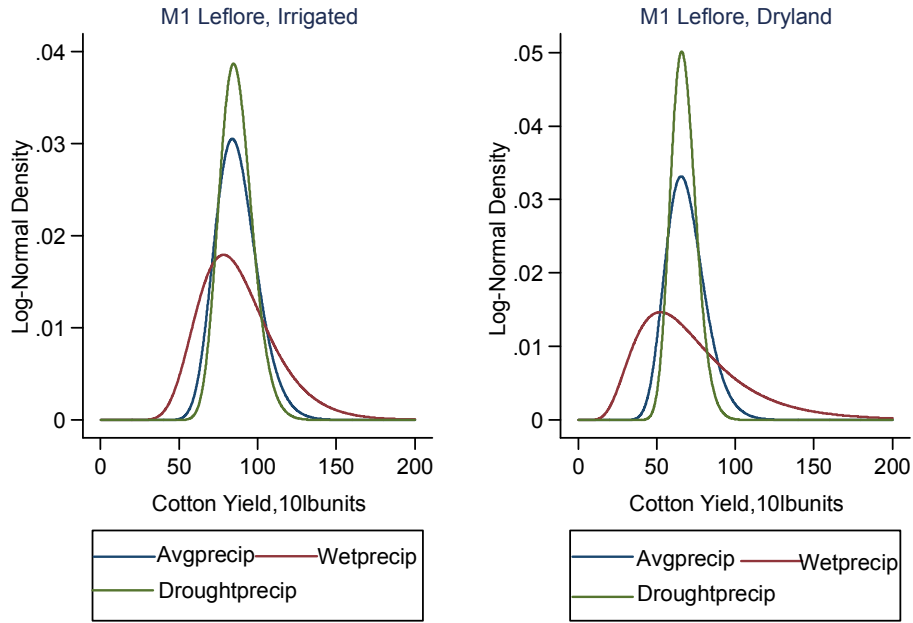 M1 Leflore, Irrigated
Log-Normal Density
.04
.03
.02
.01
0
0 50 100 150 200
Cotton Yield,10lbunits
Avgprecip Wetprecip
Droughtprecip
M1 Leflore, Dryland
Log-Normal Density
.05
.04
.03
.02
.01
0
0 50 100 150 200
Cotton Yield,10lbunits
Avgprecip Wetprecip
Droughtprecip